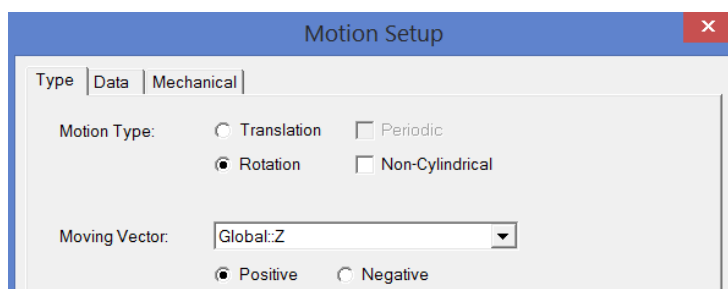 Motion Setup
Type Data Mechanical
Motion Type: Translation Periodic
Rotation Non-Cylindrical
Moving Vector: Global::Z
Positive Negative